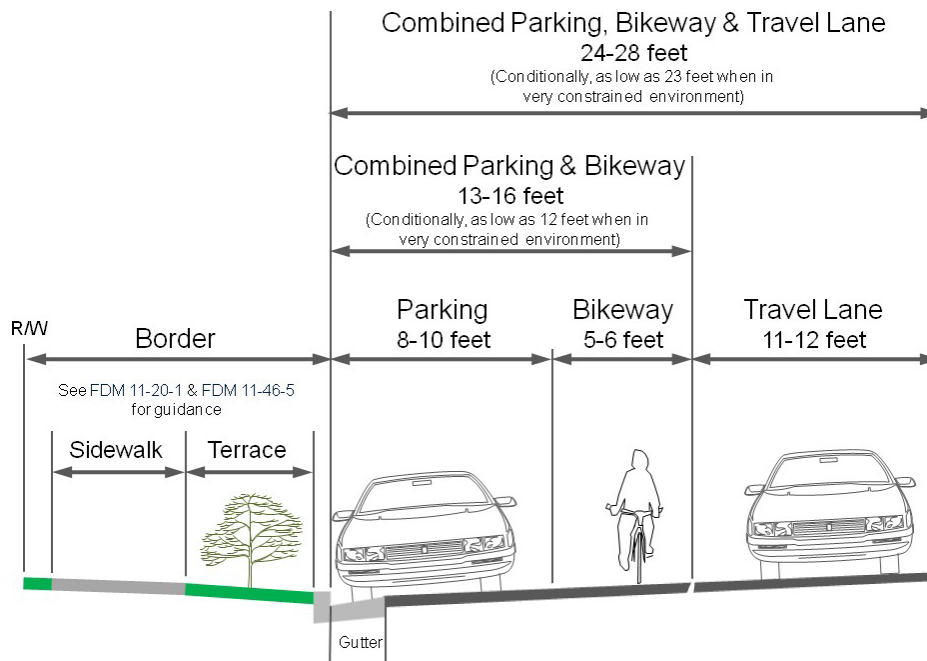 Combined Parking, Bikeway & Travel Lane
24-28 feet
(Conditionally, as low as 23 feet when in
very constrained environment)
Combined Parking & Bikeway
13-16 feet
(Conditionally, as low as 12 feet when in
very constrained environment)
R/W
Border
Parking
8-10 feet
Bikeway
5-6 feet
Travel Lane
11-12 feet
See FDM 11-20-1 & FDM 11-46-5
for guidance
Sidewalk
Terrace
Gutter